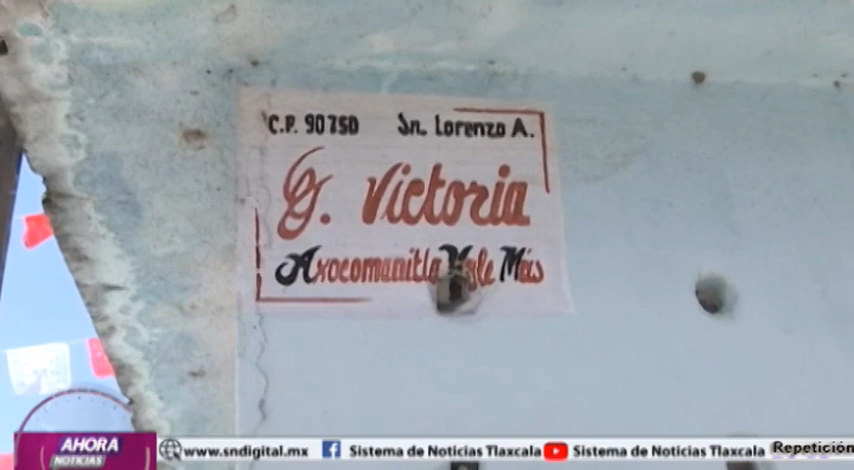 C.P. 90750 Sn. Lorenzo A.
G. Victoria
Axocomanitla Vale Más
AHORA
NOTICIAS
www.sndigital.mx Sistema de Noticias Tlaxcala Sistema de Noticias Tlaxcala Repetición